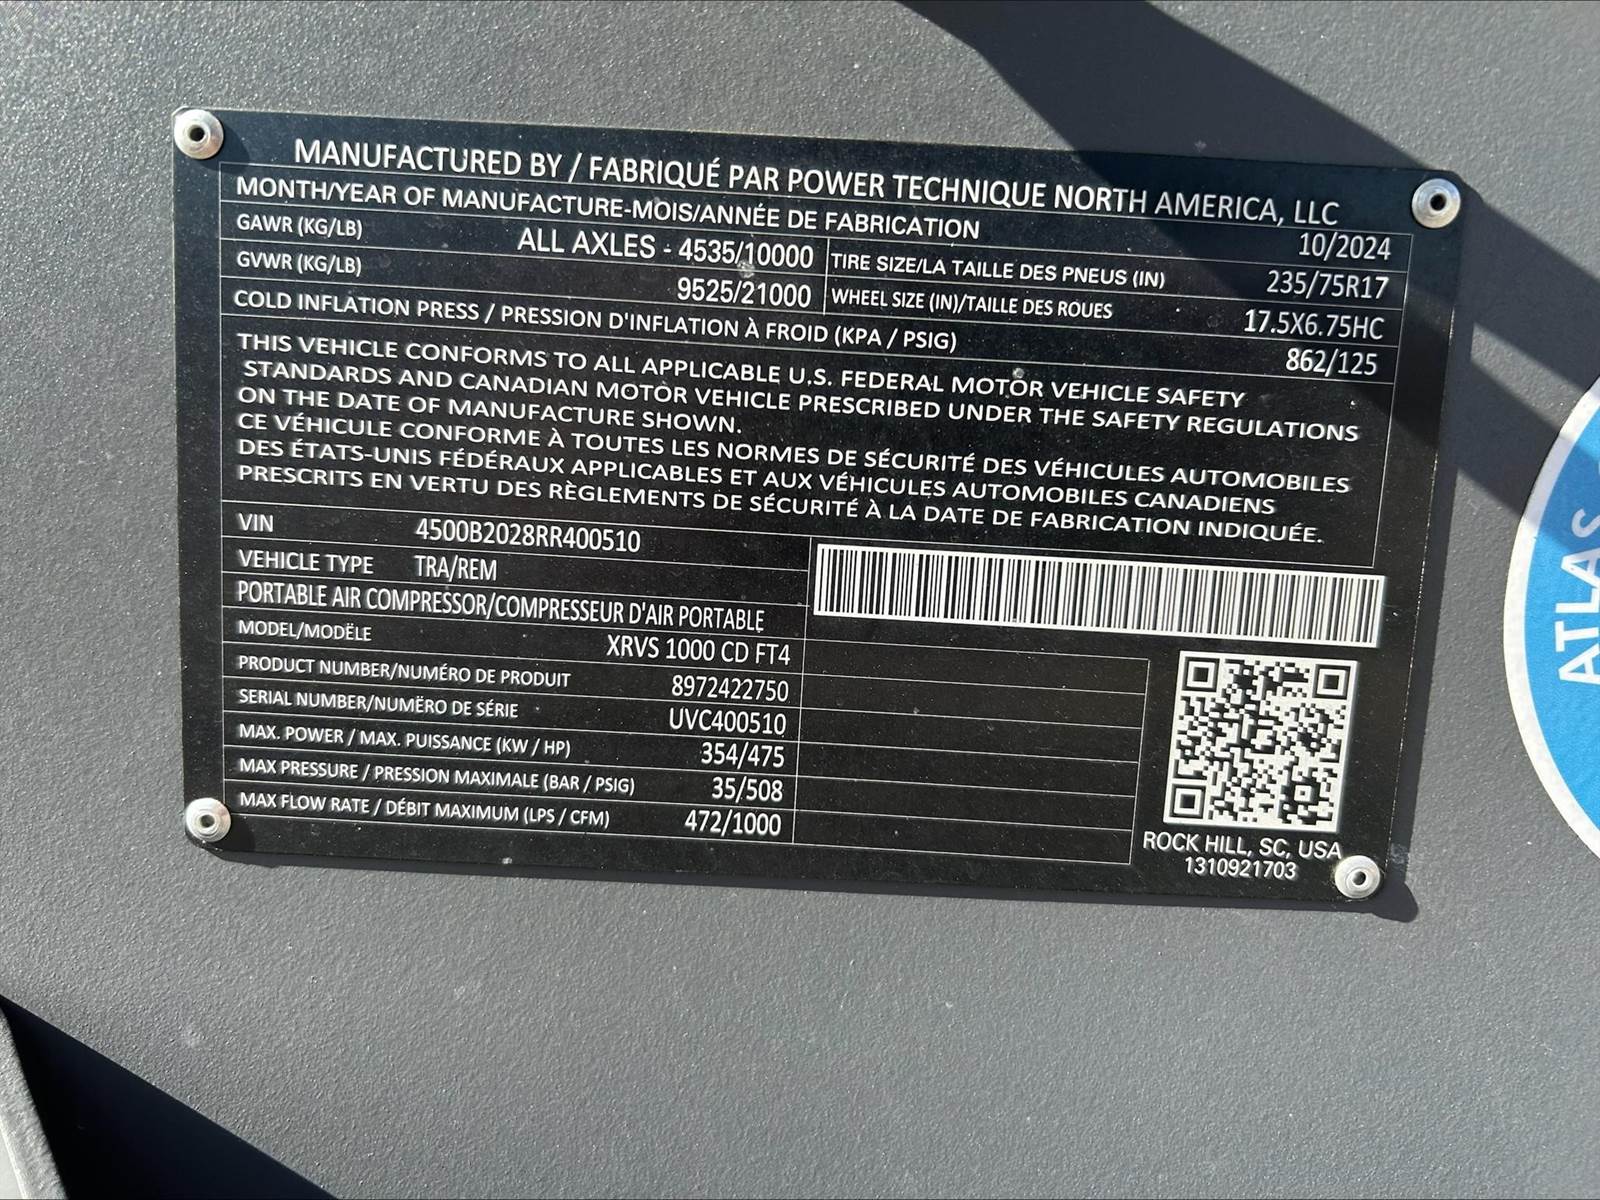 MANUFACTURED BY / FABRIQUÉ PAR POWER TECHNIQUE NORTH AMERICA, LLC
MONTH/YEAR OF MANUFACTURE-MOIS/ANNÉE DE FABRICATION 10/2024
GAWR (KG/LB) ALL AXLES - 4535/10000 TIRE SIZE/LA TAILLE DES PNEUS (IN) 235/75R17
GVWR (KG/LB) 9525/21000 WHEEL SIZE (IN)/TAILLE DES ROUES 17.5X6.75HC
COLD INFLATION PRESS / PRESSION D'INFLATION À FROID (KPA / PSIG) 862/125
THIS VEHICLE CONFORMS TO ALL APPLICABLE U.S. FEDERAL MOTOR VEHICLE SAFETY
STANDARDS AND CANADIAN MOTOR VEHICLE PRESCRIBED UNDER THE SAFETY REGULATIONS
ON THE DATE OF MANUFACTURE SHOWN.
CE VÉHICULE CONFORME À TOUTES LES NORMES DE SÉCURITÉ DES VÉHICULES AUTOMOBILES
DES ÉTATS-UNIS FÉDÉRAUX APPLICABLES ET AUX VÉHICULES AUTOMOBILES CANADIENS
PRESCRITS EN VERTU DES RÈGLEMENTS DE SÉCURITÉ À LA DATE DE FABRICATION INDIQUÉE.
VIN 4500B2028RR400510
VEHICLE TYPE TRA/REM
PORTABLE AIR COMPRESSOR/COMPRESSEUR D'AIR PORTABLE
MODEL/MODËLE XRVS 1000 CD FT4
PRODUCT NUMBER/NUMÉRO DE PRODUIT 8972422750
SERIAL NUMBER/NUMËRO DE SÉRIE UVC400510
MAX. POWER / MAX. PUISSANCE (KW / HP) 354/475
MAX PRESSURE / PRESSION MAXIMALE (BAR / PSIG) 35/508
MAX FLOW RATE / DÉBIT MAXIMUM (LPS / CFM) 472/1000
ROCK HILL, SC, USA
1310921703
ATLAS